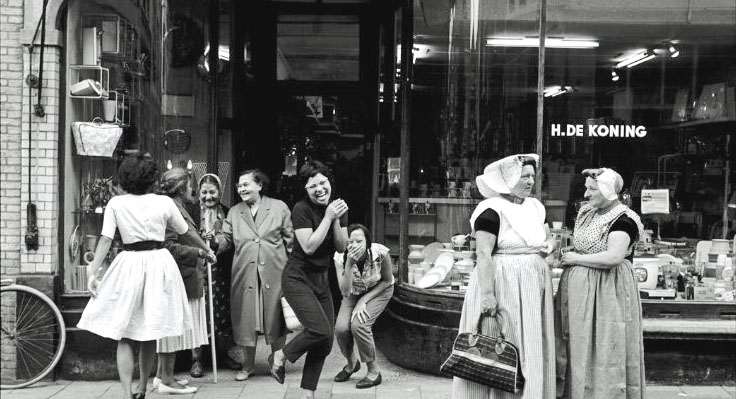 H. DE KONING